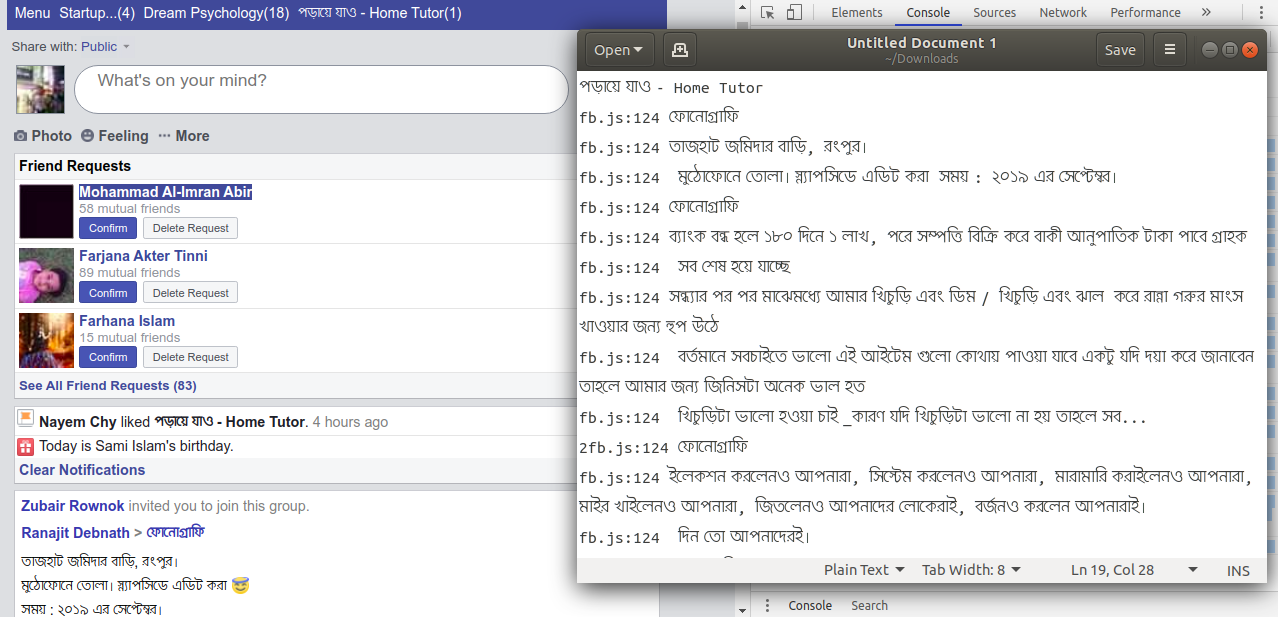 Menu Startup...(4) Dream Psychology(18) পড়ায়ে যাও - Home Tutor(1)
Share with: Public
What's on your mind?
Photo Feeling More
Friend Requests
Mohammad Al-Imran Abir
58 mutual friends
Confirm Delete Request
Farjana Akter Tinni
89 mutual friends
Confirm Delete Request
Farhana Islam
15 mutual friends
Confirm Delete Request
See All Friend Requests (83)
Nayem Chy liked পড়ায়ে যাও - Home Tutor. 4 hours ago
Today is Sami Islam's birthday.
Clear Notifications
Zubair Rownok invited you to join this group.
Ranajit Debnath > ফোনোগ্রাফি
তাজহাট জমিদার বাড়ি, রংপুর।
মুঠোফোনে তোলা। স্ন্যাপসিডে এডিট করা 😇
সময় : ২০১৯ এর সেপ্টেম্বর।
Elements Console Sources Network Performance »
Open Untitled Document 1 Save
~/Downloads
পড়ায়ে যাও - Home Tutor
fb.js:124 ফোনোগ্রাফি
fb.js:124 তাজহাট জমিদার বাড়ি, রংপুর।
fb.js:124 মুঠোফোনে তোলা। স্ন্যাপসিডে এডিট করা সময় : ২০১৯ এর সেপ্টেম্বর।
fb.js:124 ফোনোগ্রাফি
fb.js:124 ব্যাংক বন্ধ হলে ১৮০ দিনে ১ লাখ, পরে সম্পত্তি বিক্রি করে বাকী আনুপাতিক টাকা পাবে গ্রাহক
fb.js:124 সব শেষ হয়ে যাচ্ছে
fb.js:124 সন্ধ্যার পর পর মাঝেমধ্যে আমার খিচুড়ি এবং ডিম / খিচুড়ি এবং ঝাল করে রান্না গরুর মাংস
খাওয়ার জন্য হুপ উঠে
fb.js:124 বর্তমানে সবচাইতে ভালো এই আইটেম গুলো কোথায় পাওয়া যাবে একটু যদি দয়া করে জানাবেন
তাহলে আমার জন্য জিনিসটা অনেক ভাল হত
fb.js:124 খিচুড়িটা ভালো হওয়া চাই _কারণ যদি খিচুড়িটা ভালো না হয় তাহলে সব...
2fb.js:124 ফোনোগ্রাফি
fb.js:124 ইলেকশন করলেনও আপনারা, সিস্টেম করলেনও আপনারা, মারামারি করাইলেনও আপনারা,
মাইর খাইলেনও আপনারা, জিতলেনও আপনাদের লোকেরাই, বর্জনও করলেন আপনারাই।
fb.js:124 দিন তো আপনাদেরই।
Plain Text Tab Width: 8 Ln 19, Col 28 INS
Console Search